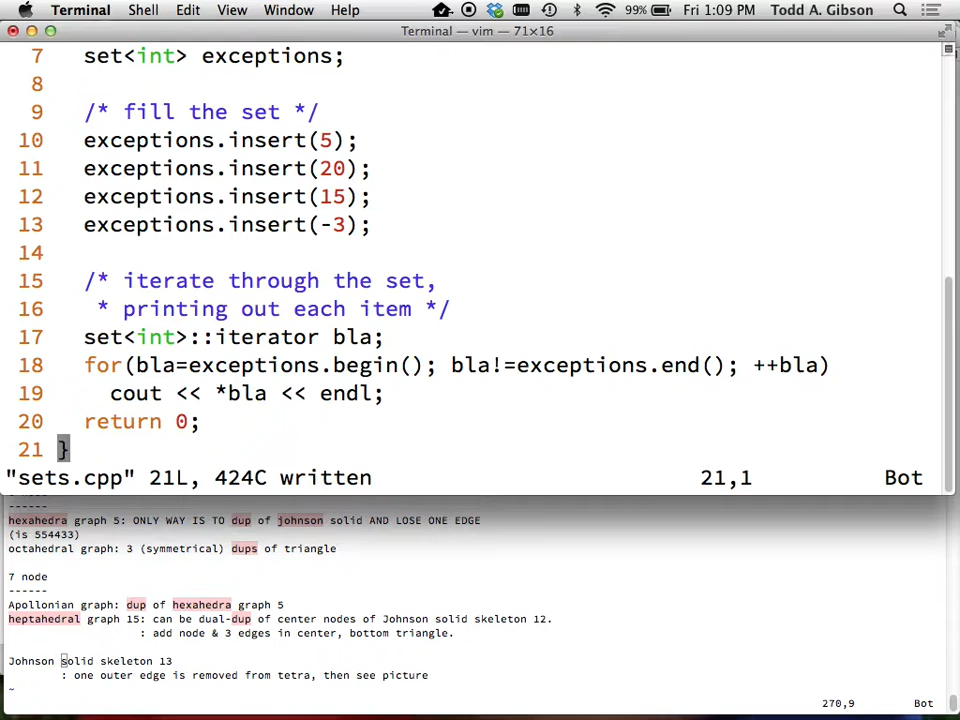 Terminal Shell Edit View Window Help 99% Fri 1:09 PM Todd A. Gibson
Terminal — vim — 71×16
7 set<int> exceptions;
8
9 /* fill the set */
10 exceptions.insert(5);
11 exceptions.insert(20);
12 exceptions.insert(15);
13 exceptions.insert(-3);
14
15 /* iterate through the set,
16 * printing out each item */
17 set<int>::iterator bla;
18 for(bla=exceptions.begin(); bla!=exceptions.end(); ++bla)
19 cout << *bla << endl;
20 return 0;
21 }
"sets.cpp" 21L, 424C written 21,1 Bot
------
hexahedra graph 5: ONLY WAY IS TO dup of johnson solid AND LOSE ONE EDGE
(is 554433)
octahedral graph: 3 (symmetrical) dups of triangle
7 node
------
Apollonian graph: dup of hexahedra graph 5
heptahedral graph 15: can be dual-dup of center nodes of Johnson solid skeleton 12.
: add node & 3 edges in center, bottom triangle.
Johnson solid skeleton 13
: one outer edge is removed from tetra, then see picture
~
270,9 Bot